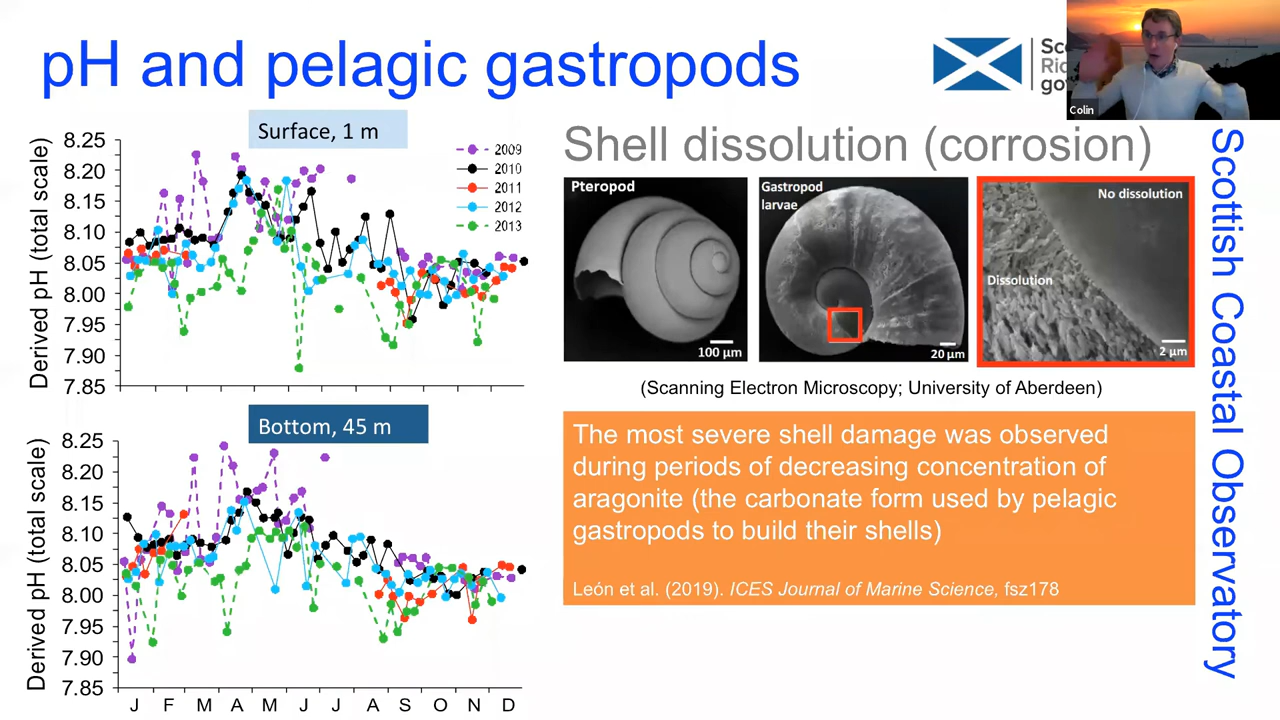 pH and pelagic gastropods
Colin
Surface, 1 m
Derived pH (total scale)
8.25
8.20
8.15
8.10
8.05
8.00
7.95
7.90
7.85
2009
2010
2011
2012
2013
Bottom, 45 m
Derived pH (total scale)
8.25
8.20
8.15
8.10
8.05
8.00
7.95
7.90
7.85
J F M A M J J A S O N D
Shell dissolution (corrosion)
Pteropod
100 µm
Gastropod
larvae
20 µm
No dissolution
Dissolution
2 µm
(Scanning Electron Microscopy; University of Aberdeen)
The most severe shell damage was observed
during periods of decreasing concentration of
aragonite (the carbonate form used by pelagic
gastropods to build their shells)
León et al. (2019). ICES Journal of Marine Science, fsz178
Scottish Coastal Observatory